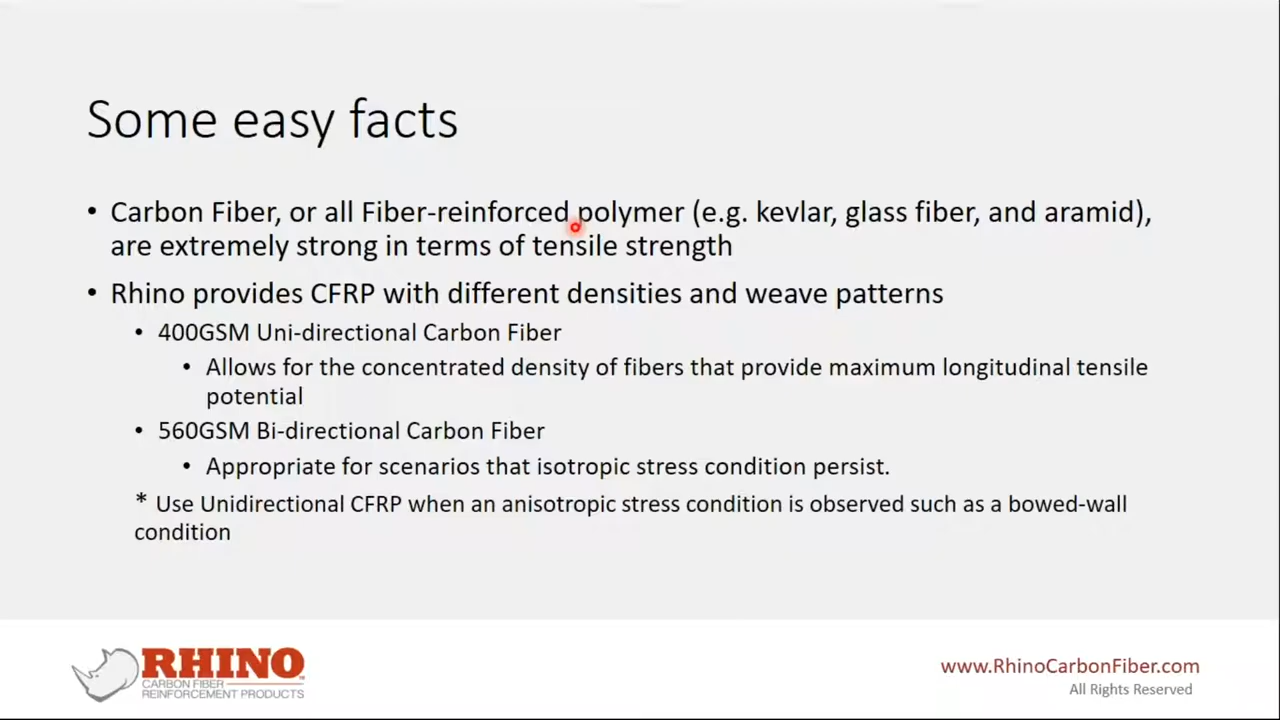 Some easy facts
• Carbon Fiber, or all Fiber-reinforced polymer (e.g. kevlar, glass fiber, and aramid),
are extremely strong in terms of tensile strength
• Rhino provides CFRP with different densities and weave patterns
• 400GSM Uni-directional Carbon Fiber
• Allows for the concentrated density of fibers that provide maximum longitudinal tensile
potential
• 560GSM Bi-directional Carbon Fiber
• Appropriate for scenarios that isotropic stress condition persist.
* Use Unidirectional CFRP when an anisotropic stress condition is observed such as a bowed-wall
condition
RHINO
CARBON FIBER
REINFORCEMENT PRODUCTS
www.RhinoCarbonFiber.com
All Rights Reserved